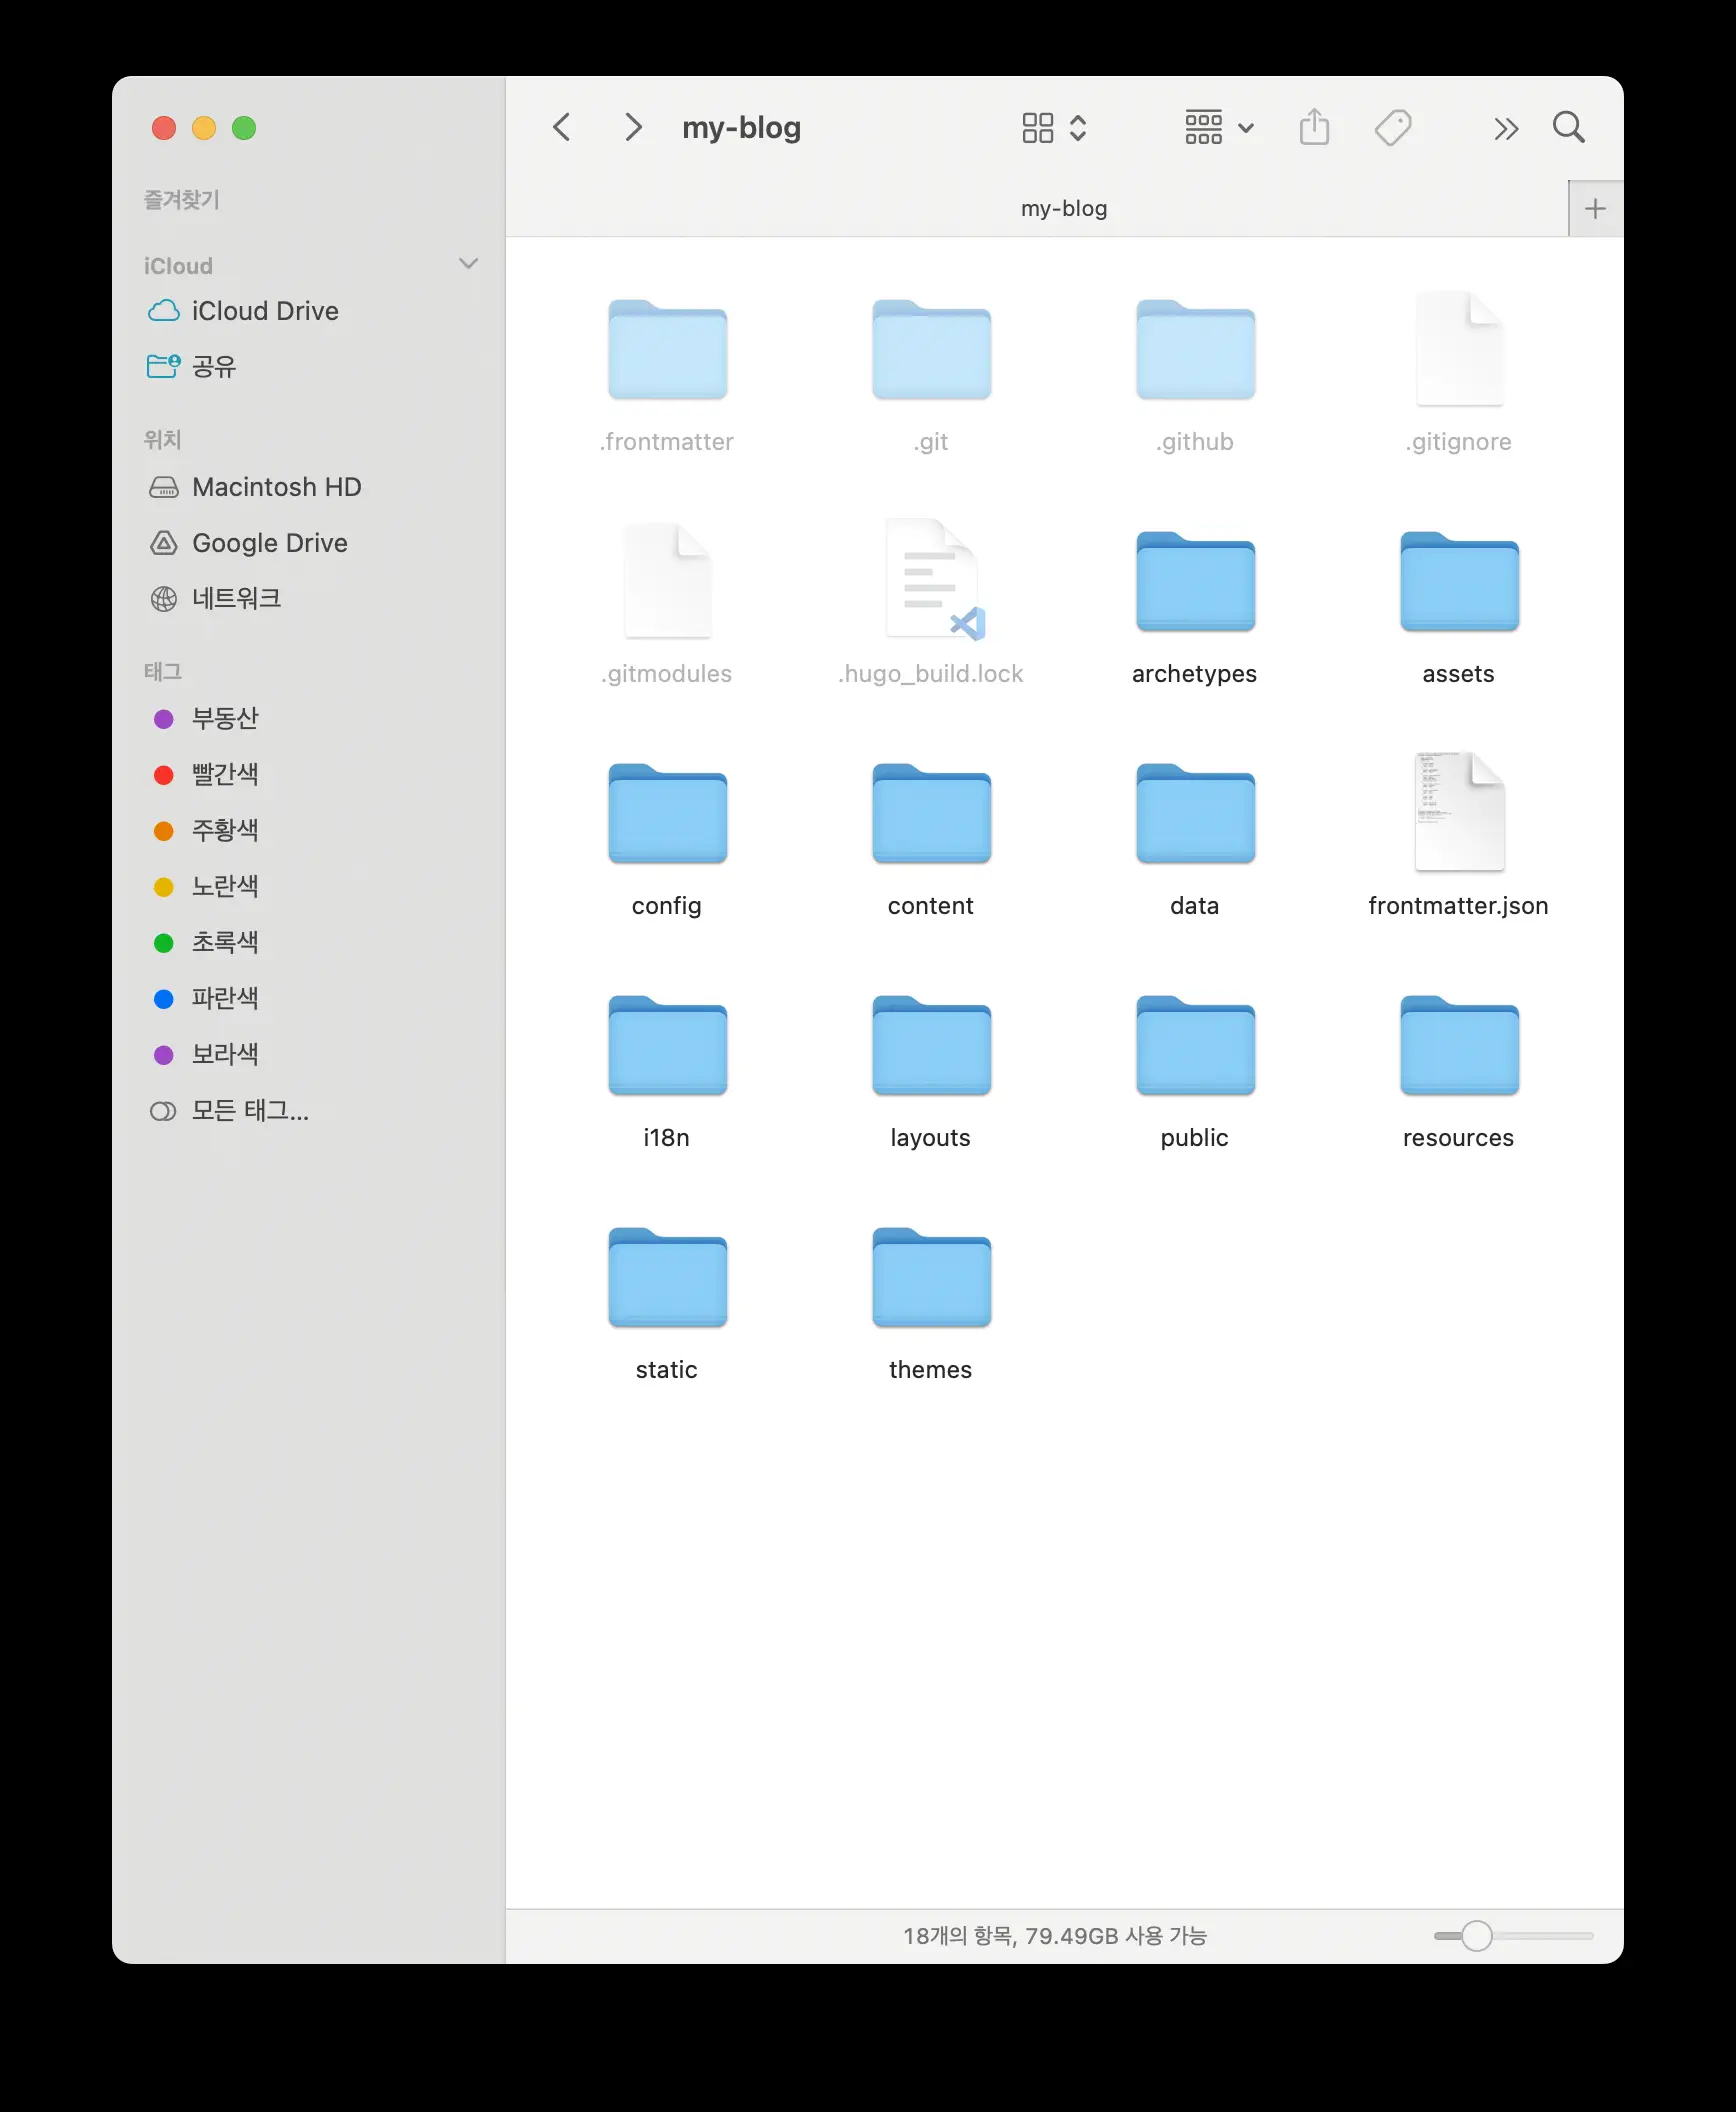 즐겨찾기
iCloud
iCloud Drive
공유
위치
Macintosh HD
Google Drive
네트워크
태그
부동산
빨간색
주황색
노란색
초록색
파란색
보라색
모든 태그...
my-blog
my-blog
.frontmatter
.git
.github
.gitignore
.gitmodules
.hugo_build.lock
archetypes
assets
config
content
data
frontmatter.json
i18n
layouts
public
resources
static
themes
18개의 항목, 79.49GB 사용 가능